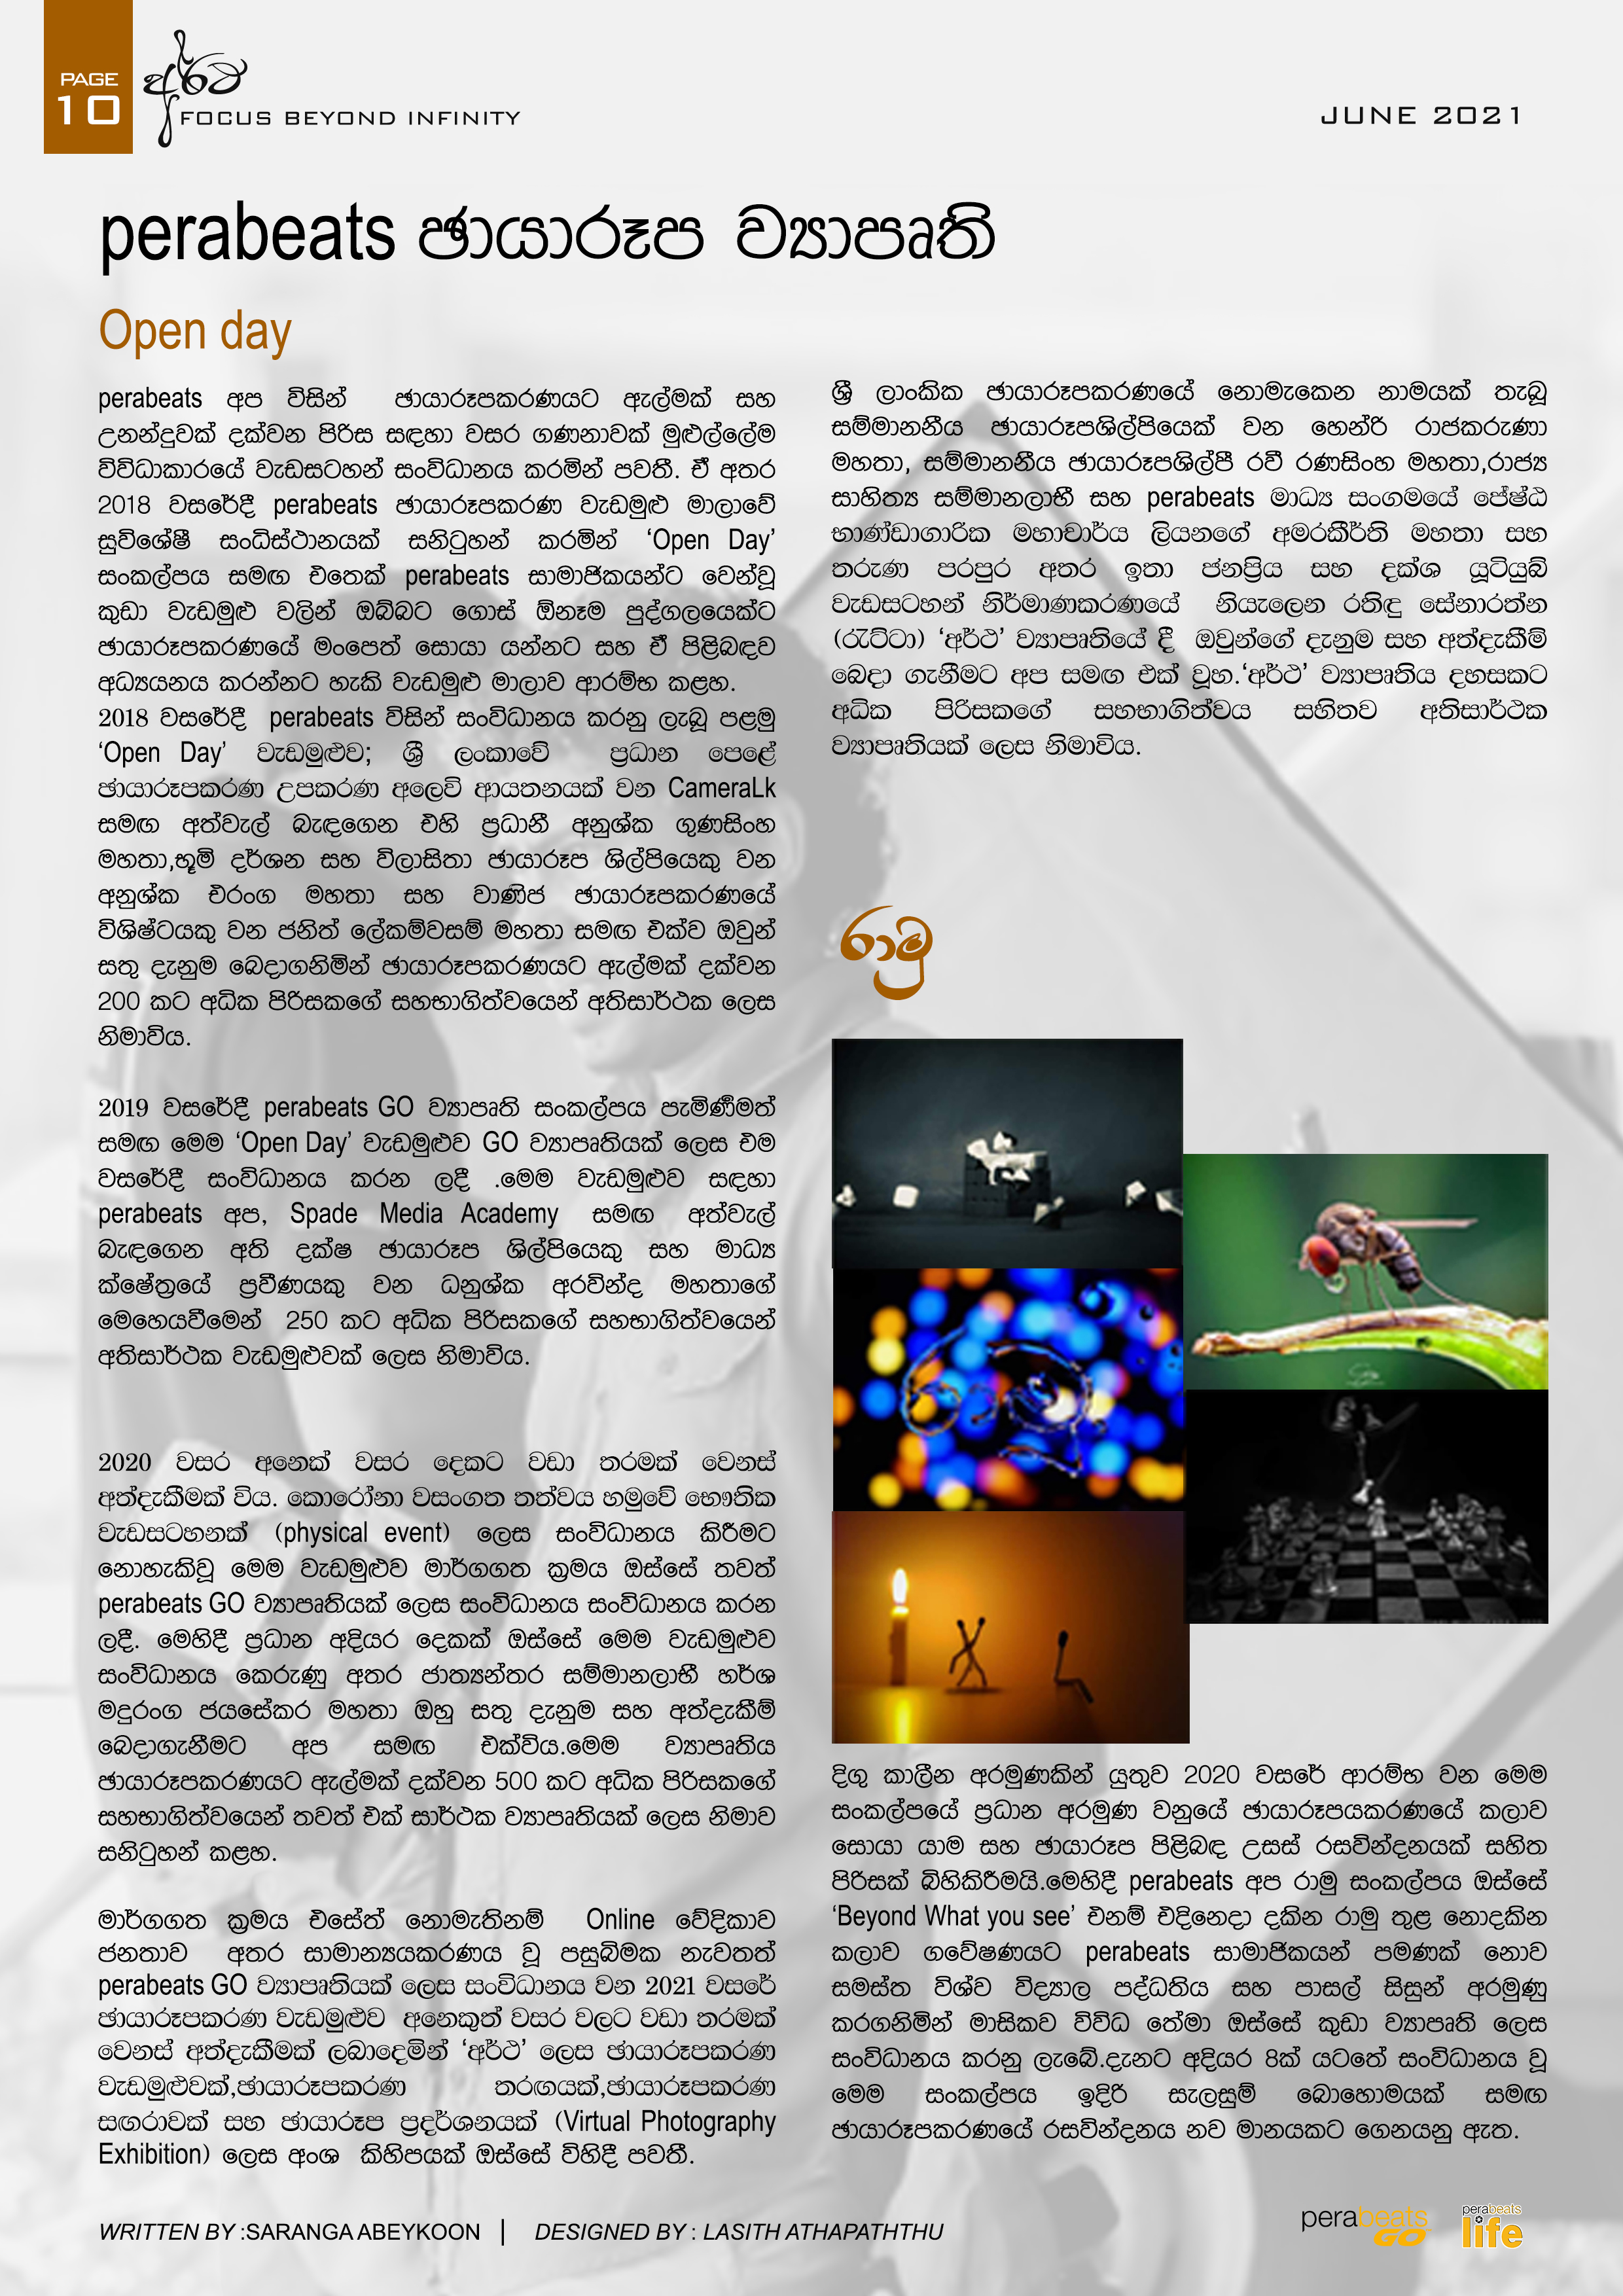 PAGE
10
අර්ථ
FOCUS BEYOND INFINITY
JUNE 2021
perabeats ඡායාරූප ව්‍යාපෘති
Open day
perabeats අප විසින් ඡායාරූපකරණයට ඇල්මක් සහ
උනන්දුවක් දක්වන පිරිස සඳහා වසර ගණනාවක් මුළුල්ලේම
විවිධාකාරයේ වැඩසටහන් සංවිධානය කරමින් පවතී. ඒ අතර
2018 වසරේදී perabeats ඡායාරූපකරණ වැඩමුළු මාලාවේ
සුවිශේෂී සංධිස්ථානයක් සනිටුහන් කරමින් ‘Open Day’
සංකල්පය සමඟ එතෙක් perabeats සාමාජිකයන්ට වෙන්වූ
කුඩා වැඩමුළු වලින් ඔබ්බට ගොස් ඕනෑම පුද්ගලයෙක්ට
ඡායාරූපකරණයේ මංපෙත් සොයා යන්නට සහ ඒ පිළිබඳව
අධ්‍යයනය කරන්නට හැකි වැඩමුළු මාලාව ආරම්භ කළහ.
2018 වසරේදී perabeats විසින් සංවිධානය කරනු ලැබූ පළමු
‘Open Day’ වැඩමුළුව; ශ්‍රී ලංකාවේ ප්‍රධාන පෙළේ
ඡායාරූපකරණ උපකරණ අලෙවි ආයතනයක් වන CameraLk
සමඟ අත්වැල් බැඳගෙන එහි ප්‍රධානී අනුශ්ක ගුණසිංහ
මහතා,භූමි දර්ශන සහ විලාසිතා ඡායාරූප ශිල්පියෙකු වන
අනුශ්ක එරංග මහතා සහ වාණිජ ඡායාරූපකරණයේ
විශිෂ්ටයකු වන ජනිත් ලේකම්වසම් මහතා සමඟ එක්ව ඔවුන්
සතු දැනුම බෙදාගනිමින් ඡායාරූපකරණයට ඇල්මක් දක්වන
200 කට අධික පිරිසකගේ සහභාගිත්වයෙන් අතිසාර්ථක ලෙස
නිමාවිය.
2019 වසරේදී perabeats GO ව්‍යාපෘති සංකල්පය පැමිණීමත්
සමඟ මෙම ‘Open Day’ වැඩමුළුව GO ව්‍යාපෘතියක් ලෙස එම
වසරේදී සංවිධානය කරන ලදී .මෙම වැඩමුළුව සඳහා
perabeats අප, Spade Media Academy සමඟ අත්වැල්
බැඳගෙන අති දක්ෂ ඡායාරූප ශිල්පියෙකු සහ මාධ්‍ය
ක්ෂේත්‍රයේ ප්‍රවීණයකු වන ධනුශ්ක අරවින්ද මහතාගේ
මෙහෙයවීමෙන් 250 කට අධික පිරිසකගේ සහභාගිත්වයෙන්
අතිසාර්ථක වැඩමුළුවක් ලෙස නිමාවිය.
2020 වසර අනෙක් වසර දෙකට වඩා තරමක් වෙනස්
අත්දැකීමක් විය. කොරෝනා වසංගත තත්වය හමුවේ භෞතික
වැඩසටහනක් (physical event) ලෙස සංවිධානය කිරීමට
නොහැකිවූ මෙම වැඩමුළුව මාර්ගගත ක්‍රමය ඔස්සේ තවත්
perabeats GO ව්‍යාපෘතියක් ලෙස සංවිධානය සංවිධානය කරන
ලදී. මෙහිදී ප්‍රධාන අදියර දෙකක් ඔස්සේ මෙම වැඩමුළුව
සංවිධානය කෙරුණු අතර ජාත්‍යන්තර සම්මානලාභී හර්ශ
මදුරංග ජයසේකර මහතා ඔහු සතු දැනුම සහ අත්දැකීම්
බෙදාගැනීමට අප සමඟ එක්විය.මෙම ව්‍යාපෘතිය
ඡායාරූපකරණයට ඇල්මක් දක්වන 500 කට අධික පිරිසකගේ
සහභාගිත්වයෙන් තවත් එක් සාර්ථක ව්‍යාපෘතියක් ලෙස නිමාව
සනිටුහන් කළහ.
මාර්ගගත ක්‍රමය එසේත් නොමැතිනම් Online වේදිකාව
ජනතාව අතර සාමාන්‍යයකරණය වූ පසුබිමක නැවතත්
perabeats GO ව්‍යාපෘතියක් ලෙස සංවිධානය වන 2021 වසරේ
ඡායාරූපකරණ වැඩමුළුව අනෙකුත් වසර වලට වඩා තරමක්
වෙනස් අත්දැකීමක් ලබාදෙමින් ‘අර්ථ’ ලෙස ඡායාරූපකරණ
වැඩමුළුවක්,ඡායාරූපකරණ තරඟයක්,ඡායාරූපකරණ
සඟරාවක් සහ ඡායාරූප ප්‍රදර්ශනයක් (Virtual Photography
Exhibition) ලෙස අංශ කිහිපයක් ඔස්සේ විහිදී පවතී.
ශ්‍රී ලාංකික ඡායාරූපකරණයේ නොමැකෙන නාමයක් තැබූ
සම්මානනීය ඡායාරූපශිල්පියෙක් වන හෙන්රි රාජකරුණා
මහතා, සම්මානනීය ඡායාරූපශිල්පී රවී රණසිංහ මහතා,රාජ්‍ය
සාහිත්‍ය සම්මානලාභී සහ perabeats මාධ්‍ය සංගමයේ ජේෂ්ඨ
භාණ්ඩාගාරික මහාචාර්ය ලියනගේ අමරකීර්ති මහතා සහ
තරුණ පරපුර අතර ඉතා ජනප්‍රිය සහ දක්ශ යූටියුබ්
වැඩසටහන් නිර්මාණකරණයේ නියැලෙන රතිඳු සේනාරත්න
(රැට්ටා) ‘අර්ථ’ ව්‍යාපෘතියේ දී ඔවුන්ගේ දැනුම සහ අත්දැකීම්
බෙදා ගැනීමට අප සමඟ එක් වූහ.‘අර්ථ’ ව්‍යාපෘතිය දහසකට
අධික පිරිසකගේ සහභාගිත්වය සහිතව අතිසාර්ථක
ව්‍යාපෘතියක් ලෙස නිමාවිය.
රාමු
දිගු කාලීන අරමුණකින් යුතුව 2020 වසරේ ආරම්භ වන මෙම
සංකල්පයේ ප්‍රධාන අරමුණ වනුයේ ඡායාරූපයකරණයේ කලාව
සොයා යාම සහ ඡායාරූප පිළිබඳ උසස් රසවින්දනයක් සහිත
පිරිසක් බිහිකිරීමයි.මෙහිදී perabeats අප රාමු සංකල්පය ඔස්සේ
‘Beyond What you see’ එනම් එදිනෙදා දකින රාමු තුළ නොදකින
කලාව ගවේෂණයට perabeats සාමාජිකයන් පමණක් නොව
සමස්ත විශ්ව විද්‍යාල පද්ධතිය සහ පාසල් සිසුන් අරමුණු
කරගනිමින් මාසිකව විවිධ තේමා ඔස්සේ කුඩා ව්‍යාපෘති ලෙස
සංවිධානය කරනු ලැබේ.දැනට අදියර 8ක් යටතේ සංවිධානය වූ
මෙම සංකල්පය ඉදිරි සැලසුම් බොහොමයක් සමඟ
ඡායාරූපකරණයේ රසවින්දනය නව මානයකට ගෙනයනු ඇත.
WRITTEN BY :SARANGA ABEYKOON | DESIGNED BY : LASITH ATHAPATHTHU
perabeats
GO
perabeats
life